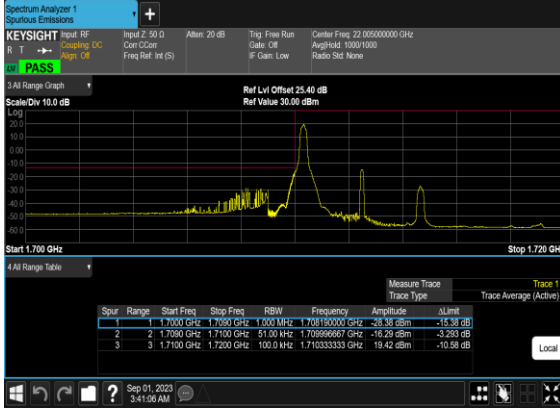 Spectrum Analyzer 1
Spurious Emissions
KEYSIGHT
R T
Input: RF
Coupling: DC
Align: Off
Input Z: 50 Ω
Corr CCorr
Freq Ref: Int (S)
Atten: 20 dB
Trig: Free Run
Gate: Off
IF Gain: Low
Center Freq: 22.005000000 GHz
Avg|Hold: 1000/1000
Radio Std: None
LXI PASS
3 All Range Graph
Scale/Div 10.0 dB
Ref Lvl Offset 25.40 dB
Ref Value 30.00 dBm
Log
20.0
10.0
0.00
-10.0
-20.0
-30.0
-40.0
-50.0
-60.0
Start 1.700 GHz
Stop 1.720 GH
4 All Range Table
Measure Trace Trace 1
Trace Type Trace Average (Active)
Spur Range Start Freq Stop Freq RBW Frequency Amplitude ΔLimit
1 1 1.7000 GHz 1.7090 GHz 1.000 MHz 1.708190000 GHz -28.38 dBm -15.38 dB
2 2 1.7090 GHz 1.7100 GHz 51.00 kHz 1.709996667 GHz -16.29 dBm -3.293 dB
3 3 1.7100 GHz 1.7200 GHz 100.0 kHz 1.710333333 GHz 19.42 dBm -10.58 dB
Local
?
Sep 01, 2023
3:41:06 AM